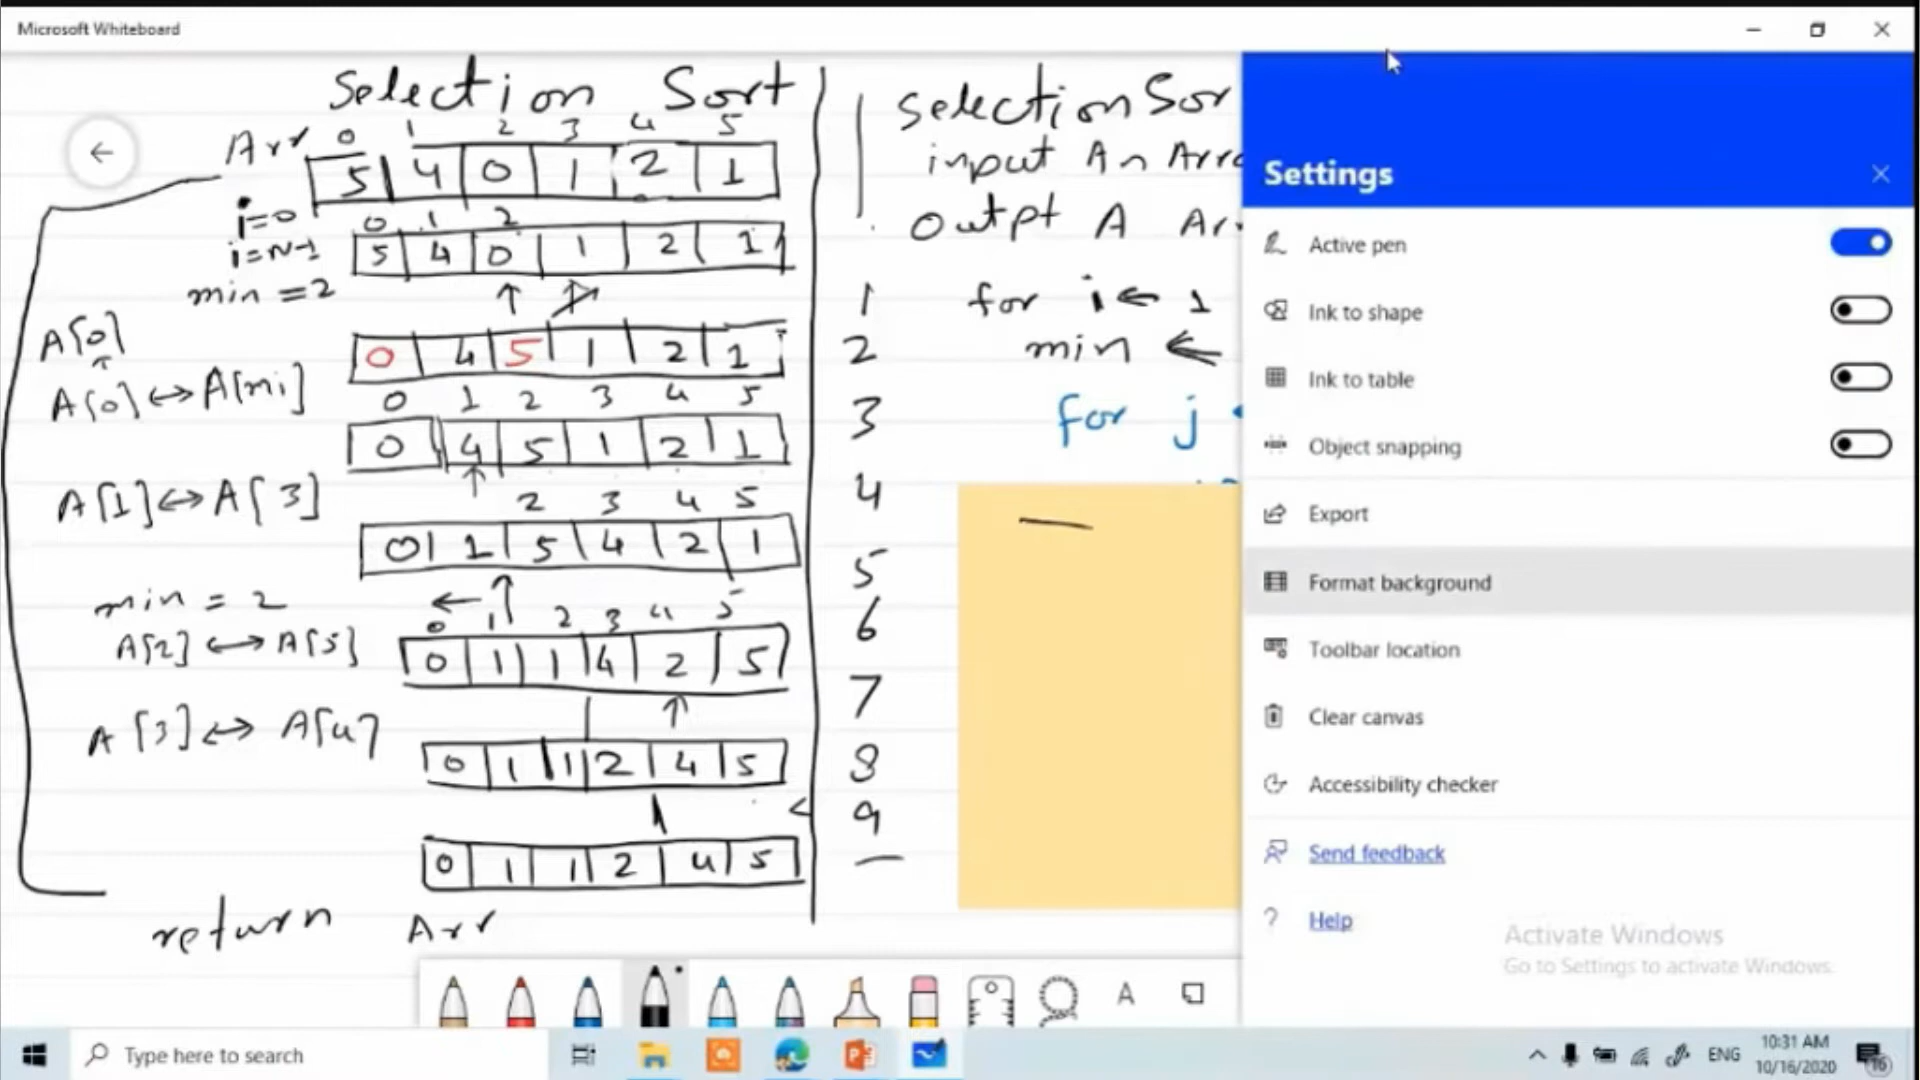 Microsoft Whiteboard
Selection Sort
0 1 2 3 4 5
Arr 5 4 0 1 2 1
i=0 0 1 2
i=N-1 5 4 0 1 2 1
min = 2
A[0] 0 4 5 1 2 1
A[0] ↔ A[mi] 0 1 2 3 4 5
0 4 5 1 2 1
A[1] ↔ A[3] 2 3 4 5
0 1 5 4 2 1
min = 2
0 1 2 3 4 5
A[2] ↔ A[5] 0 1 1 4 2 5
A[3] ↔ A[4]
0 1 1 2 4 5
0 1 1 2 4 5
return Arr
SelectionSor
input An Arra
Outpt A Arr
1 for i ← 1
2 min ←
3 for j
4
5
6
7
8
9
Settings
Active pen
Ink to shape
Ink to table
Object snapping
Export
Format background
Toolbar location
Clear canvas
Accessibility checker
Send feedback
Help
Activate Windows
Go to Settings to activate Windows.
A
Type here to search
ENG
10:31 AM
10/16/2020
16